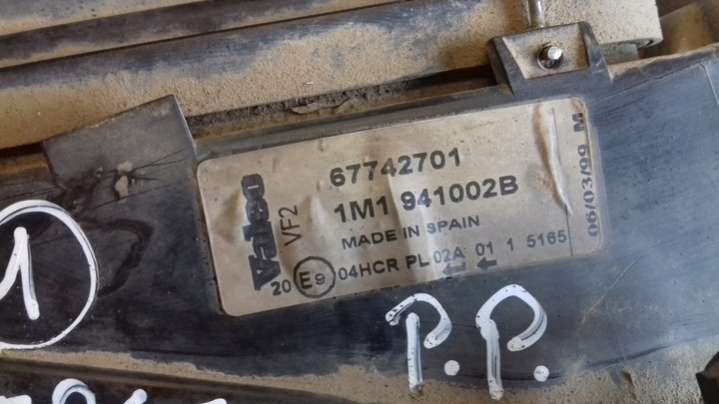 Valeo
VF2
67742701
1M1 941002B
MADE IN SPAIN
20 E9 04HCR PL 02A 01 1 5165
06/03/99 M
1
P.P.